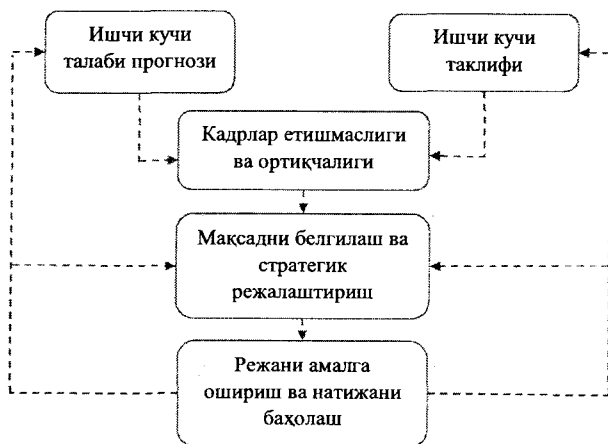 Ишчи кучи
талаби прогнози
Ишчи кучи
таклифи
Кадрлар етишмаслиги
ва ортиқчалиги
Мақсадни белгилаш ва
стратегик
режалаштириш
Режани амалга
ошириш ва натижани
баҳолаш